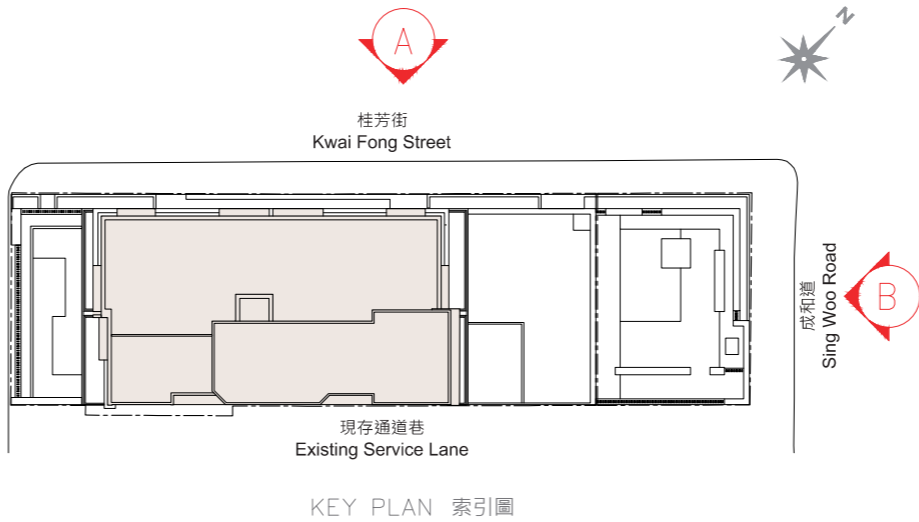 A
N
桂芳街
Kwai Fong Street
成和道
Sing Woo Road
B
現存通道巷
Existing Service Lane
KEY PLAN 索引圖